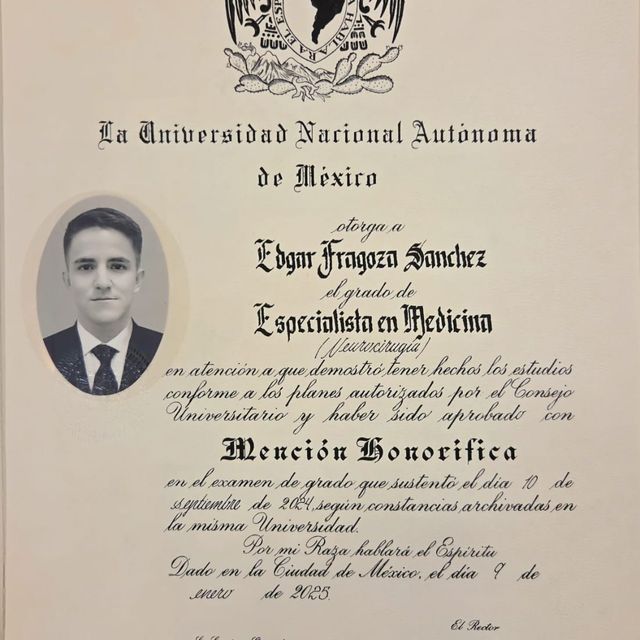 HABLARA EL ESP
La Universidad Nacional Autónoma
de México
otorga a
Edgar Fragoza Sanchez
el grado de
Especialista en Medicina
(Neurocirugía)
en atención a que demostró tener hechos los estudios
conforme a los planes autorizados por el Consejo
Universitario y haber sido aprobado con
Mención Honorífica
en el examen de grado que sustentó el día 10 de
septiembre de 2024, según constancias archivadas en
la misma Universidad.
Por mi Raza hablará el Espíritu
Dado en la Ciudad de México, el día 9 de
enero de 2025.
El Rector